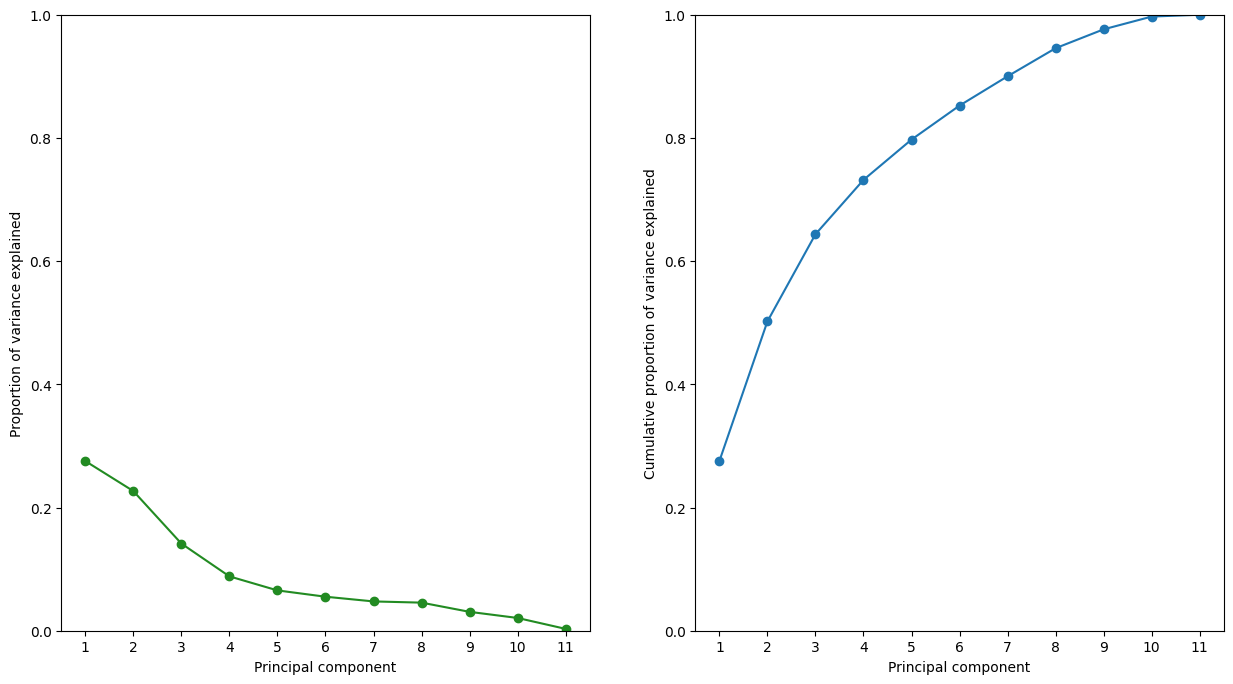 Proportion of variance explained
1.0
0.8
0.6
0.4
0.2
0.0
1 2 3 4 5 6 7 8 9 10 11
Principal component
Cumulative proportion of variance explained
1.0
0.8
0.6
0.4
0.2
0.0
1 2 3 4 5 6 7 8 9 10 11
Principal component